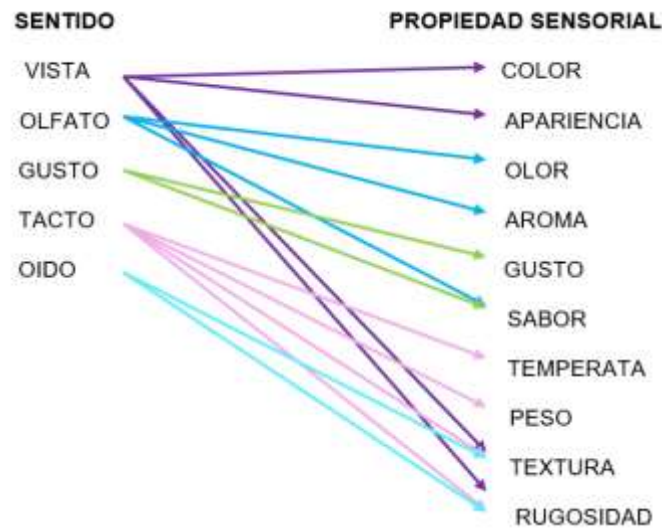 SENTIDO
PROPIEDAD SENSORIAL
VISTA
OLFATO
GUSTO
TACTO
OIDO
COLOR
APARIENCIA
OLOR
AROMA
GUSTO
SABOR
TEMPERATA
PESO
TEXTURA
RUGOSIDAD